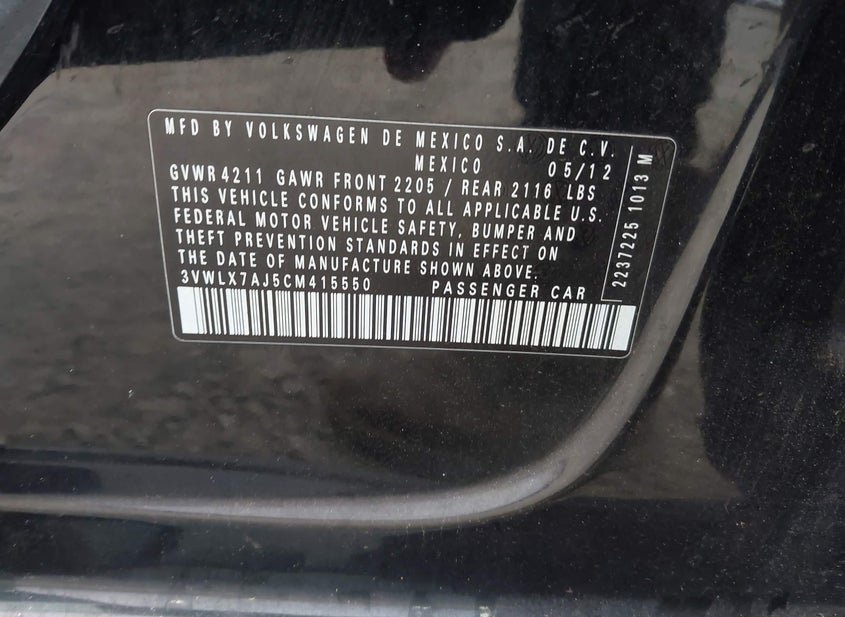 MFD BY VOLKSWAGEN DE MEXICO S.A. DE C.V.
MEXICO 05/12
GVWR 4211 GAWR FRONT 2205 / REAR 2116 LBS
THIS VEHICLE CONFORMS TO ALL APPLICABLE U.S.
FEDERAL MOTOR VEHICLE SAFETY, BUMPER AND
THEFT PREVENTION STANDARDS IN EFFECT ON
THE DATE OF MANUFACTURE SHOWN ABOVE.
3VWLX7AJ5CM415550 PASSENGER CAR
2237225 1013 M